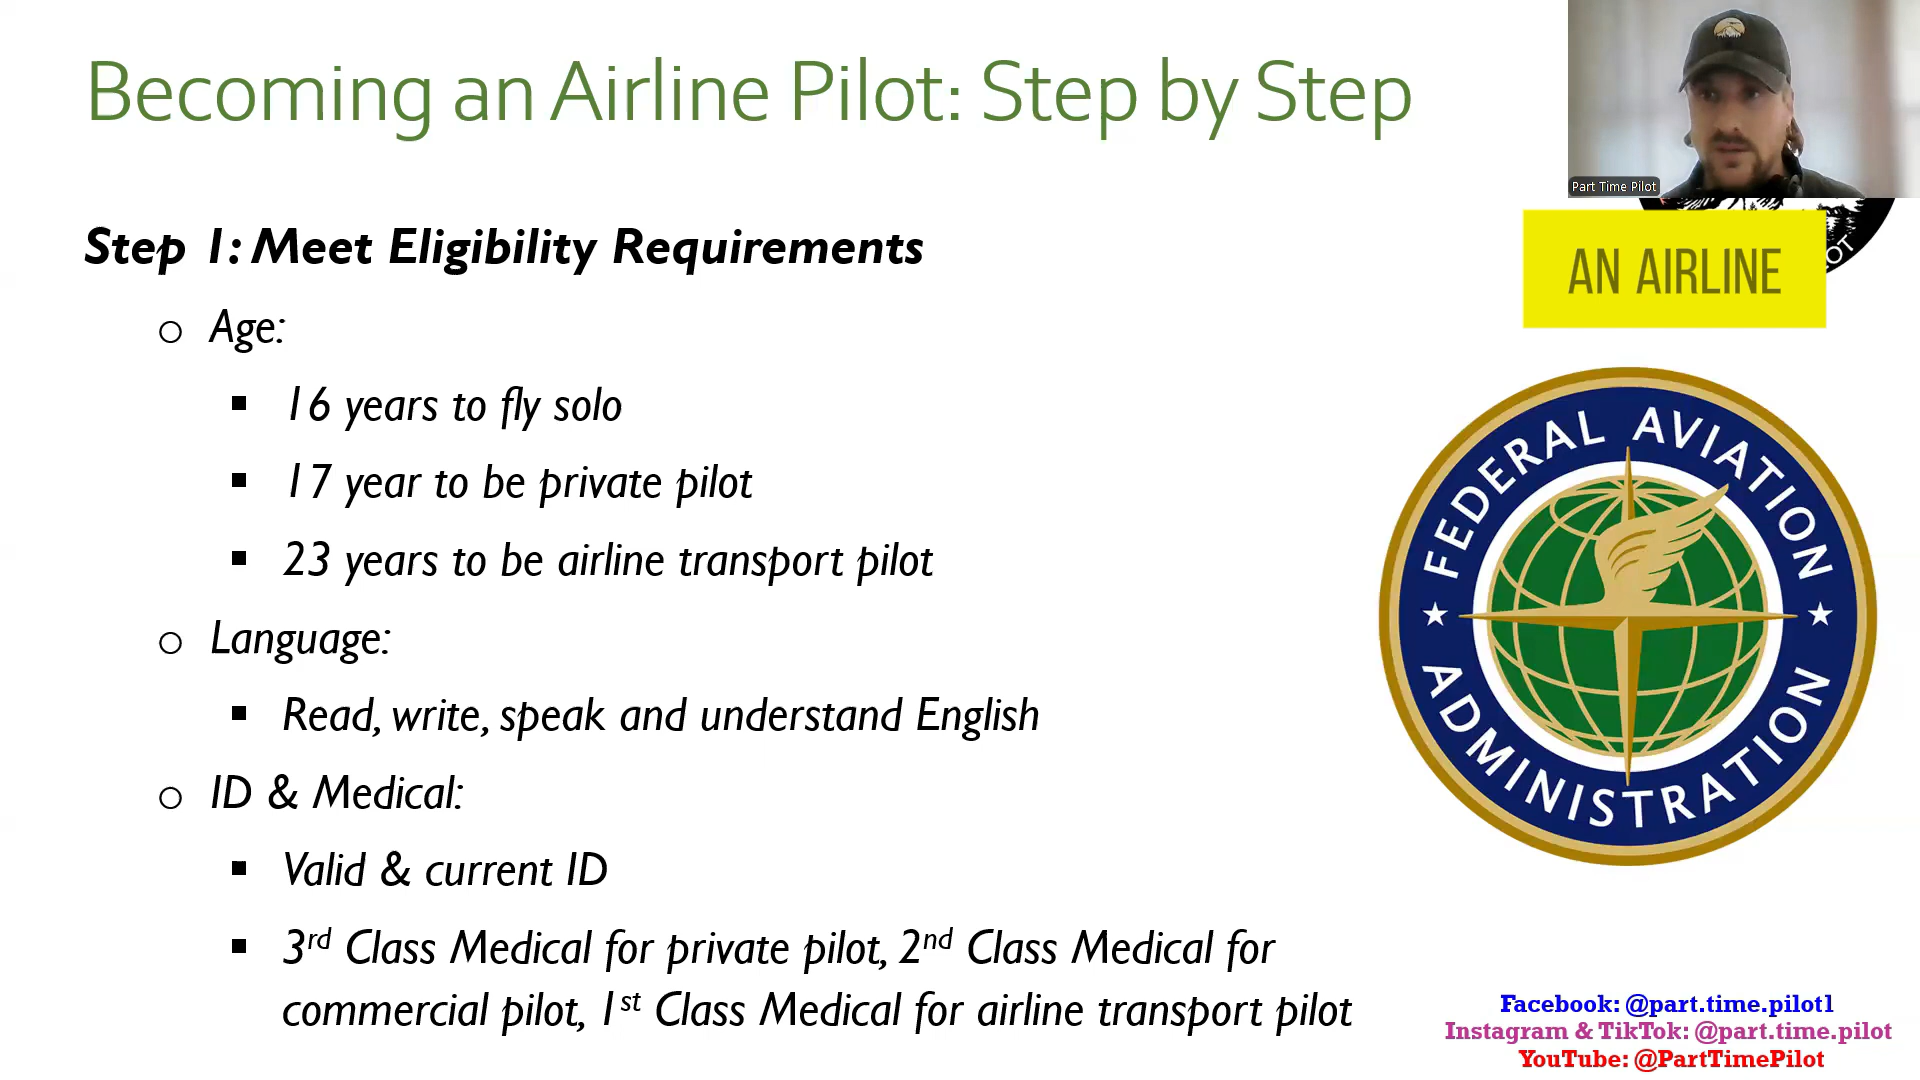 Becoming an Airline Pilot: Step by Step
Part Time Pilot
OT
AN AIRLINE
Step 1: Meet Eligibility Requirements
Age:
16 years to fly solo
17 year to be private pilot
23 years to be airline transport pilot
Language:
Read, write, speak and understand English
ID & Medical:
Valid & current ID
3rd Class Medical for private pilot, 2nd Class Medical for
commercial pilot, 1st Class Medical for airline transport pilot
FEDERAL AVIATION
ADMINISTRATION
Facebook: @part.time.pilot1
Instagram & TikTok: @part.time.pilot
YouTube: @PartTimePilot